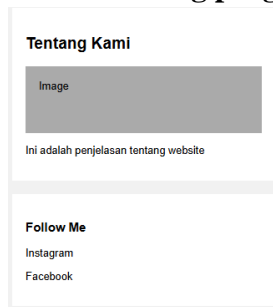 Tentang Kami
Image
Ini adalah penjelasan tentang website
Follow Me
Instagram
Facebook